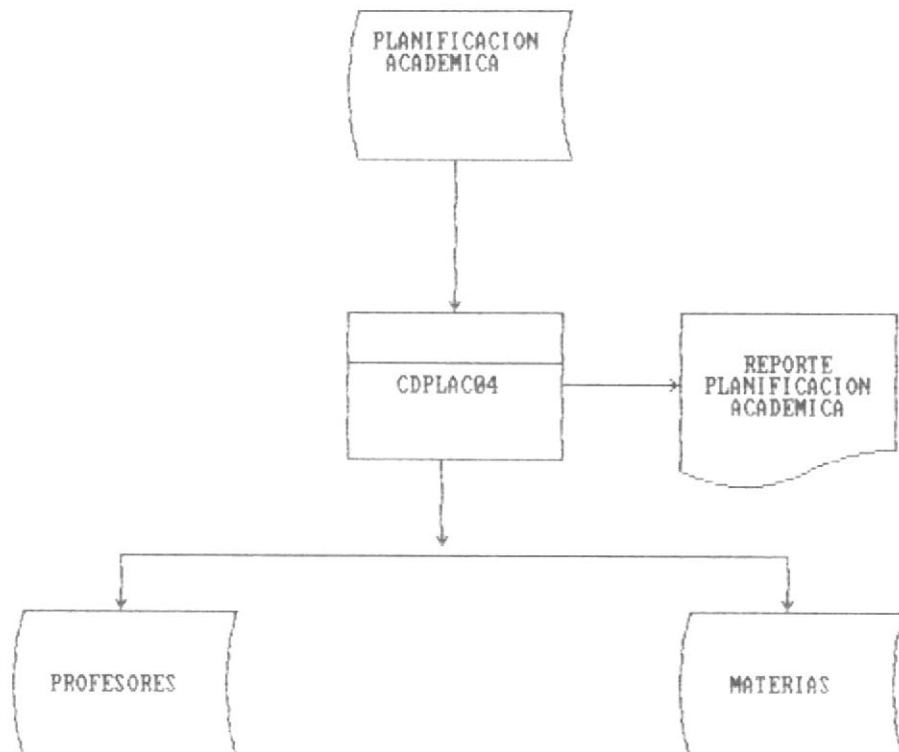 PLANIFICACION
ACADEMICA
CDPLAC04
REPORTE
PLANIFICACION
ACADEMICA
PROFESORES
MATERIAS